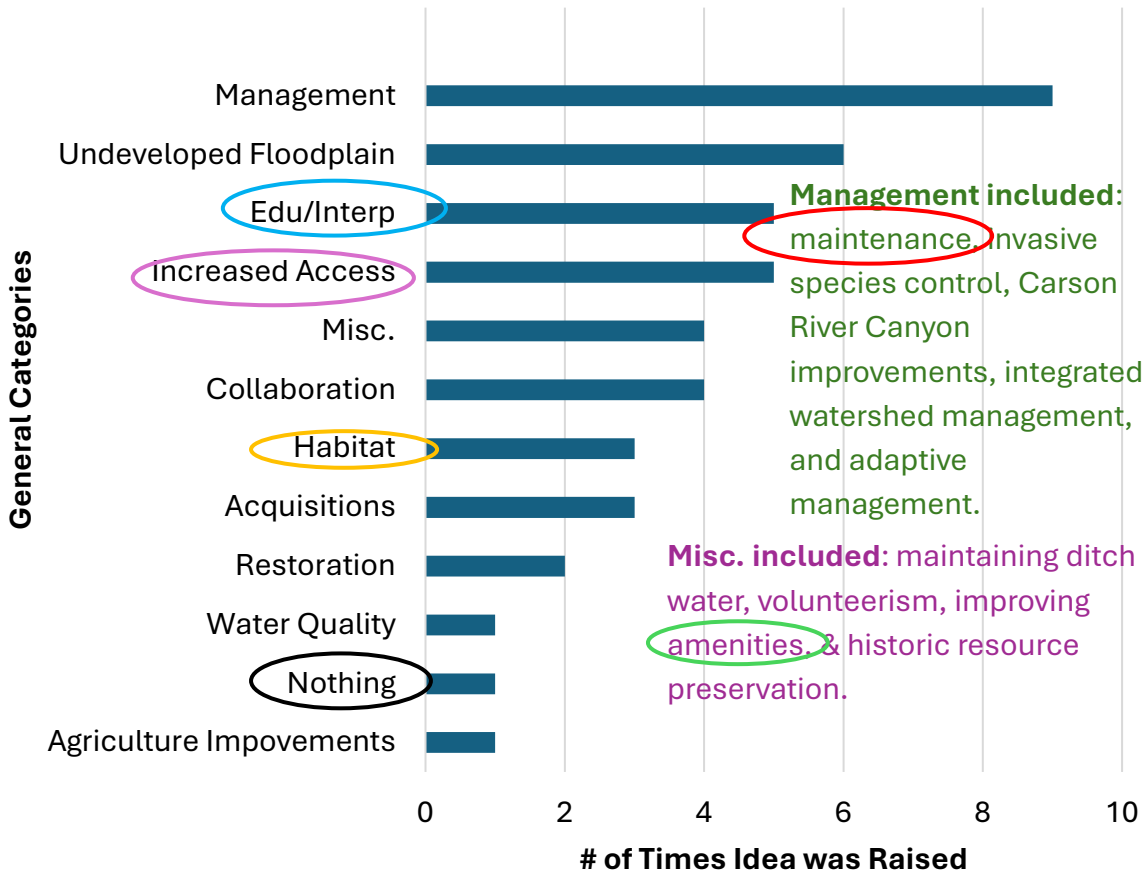 General Categories
Management
Undeveloped Floodplain
Edu/Interp
Increased Access
Misc.
Collaboration
Habitat
Acquisitions
Restoration
Water Quality
Nothing
Agriculture Impovements
Management included:
maintenance, invasive
species control, Carson
River Canyon
improvements, integrated
watershed management,
and adaptive
management.
Misc. included: maintaining ditch
water, volunteerism, improving
amenities, & historic resource
preservation.
0 2 4 6 8 10
# of Times Idea was Raised